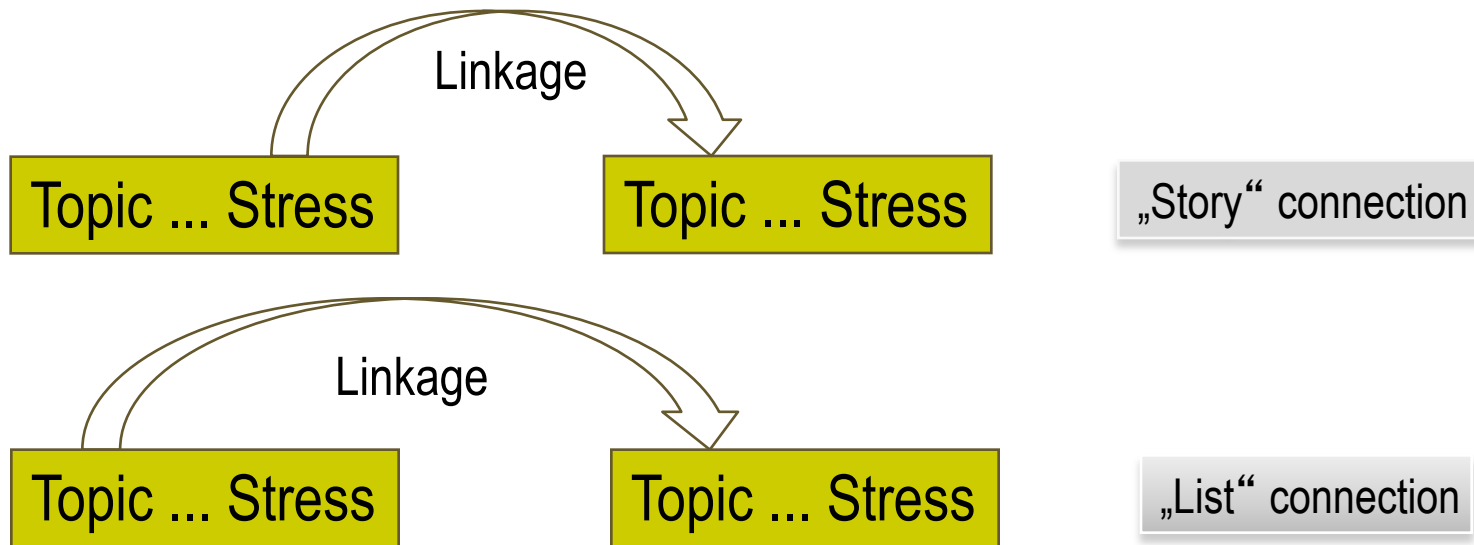 Linkage
Topic ... Stress
Topic ... Stress
„Story“ connection
Linkage
Topic ... Stress
Topic ... Stress
„List“ connection